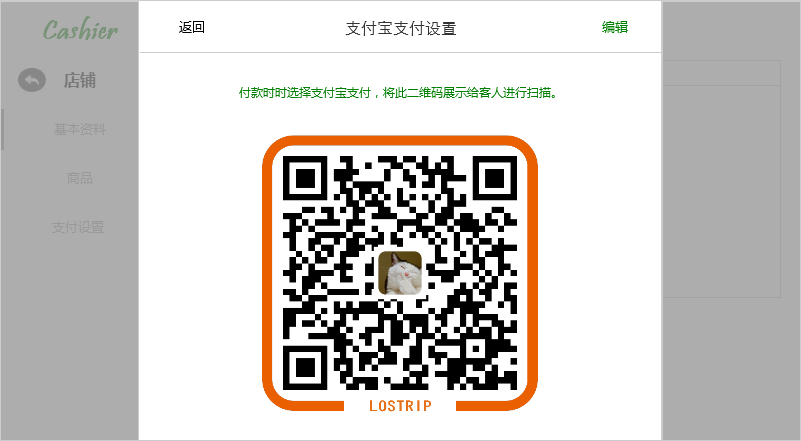 Cashier
店铺
基本资料
商品
支付设置
返回
支付宝支付设置
编辑
付款时时选择支付宝支付，将此二维码展示给客人进行扫描。
LOSTRIP